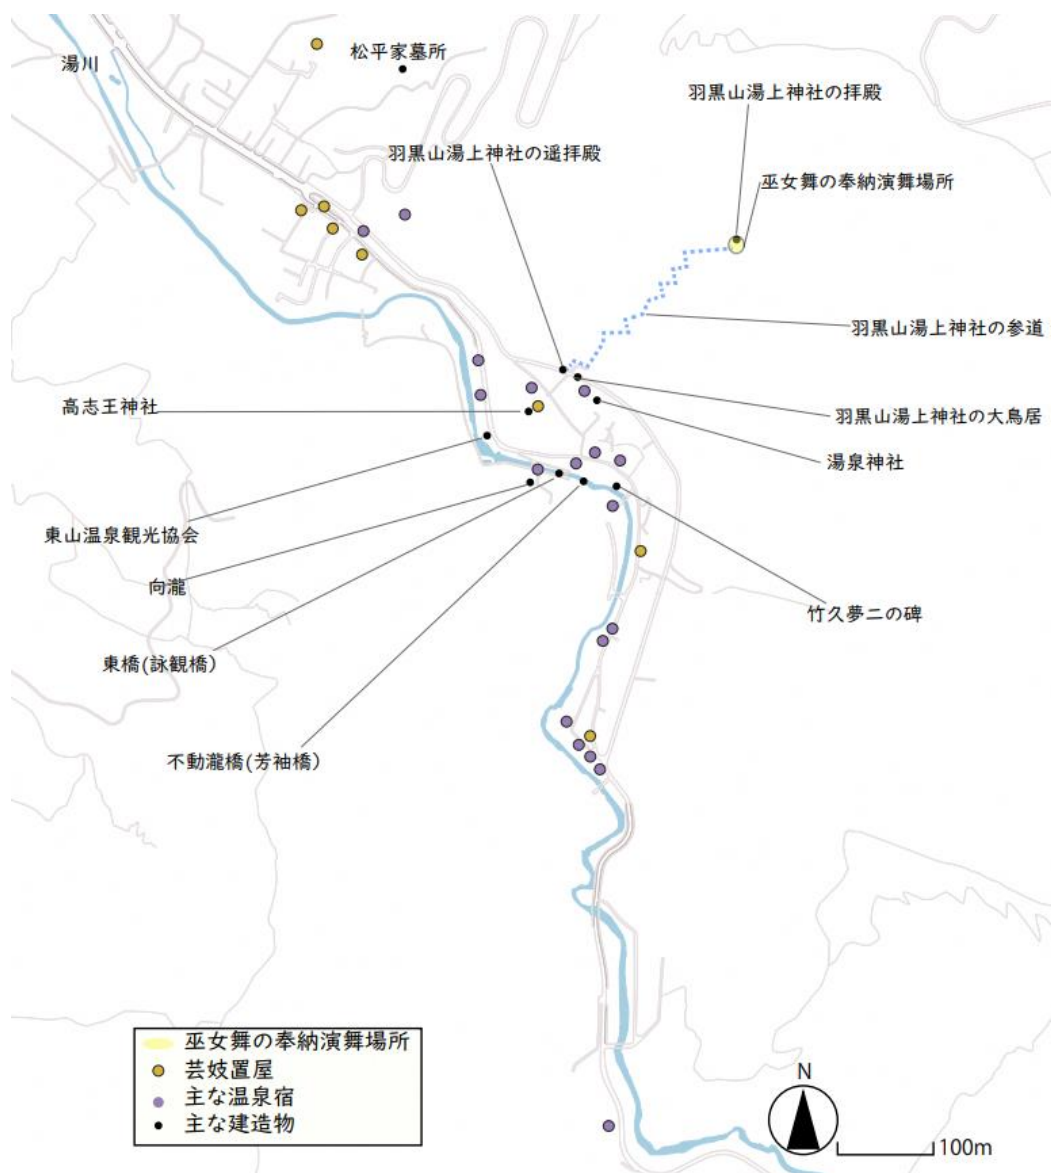 松平家墓所
湯川
羽黒山湯上神社の拝殿
羽黒山湯上神社の遥拝殿
巫女舞の奉納演舞場所
羽黒山湯上神社の参道
高志王神社
羽黒山湯上神社の大鳥居
湯泉神社
東山温泉観光協会
向瀧
竹久夢二の碑
東橋(詠観橋)
不動瀧橋(芳袖橋)
巫女舞の奉納演舞場所
芸妓置屋
主な温泉宿
主な建造物
N
100m